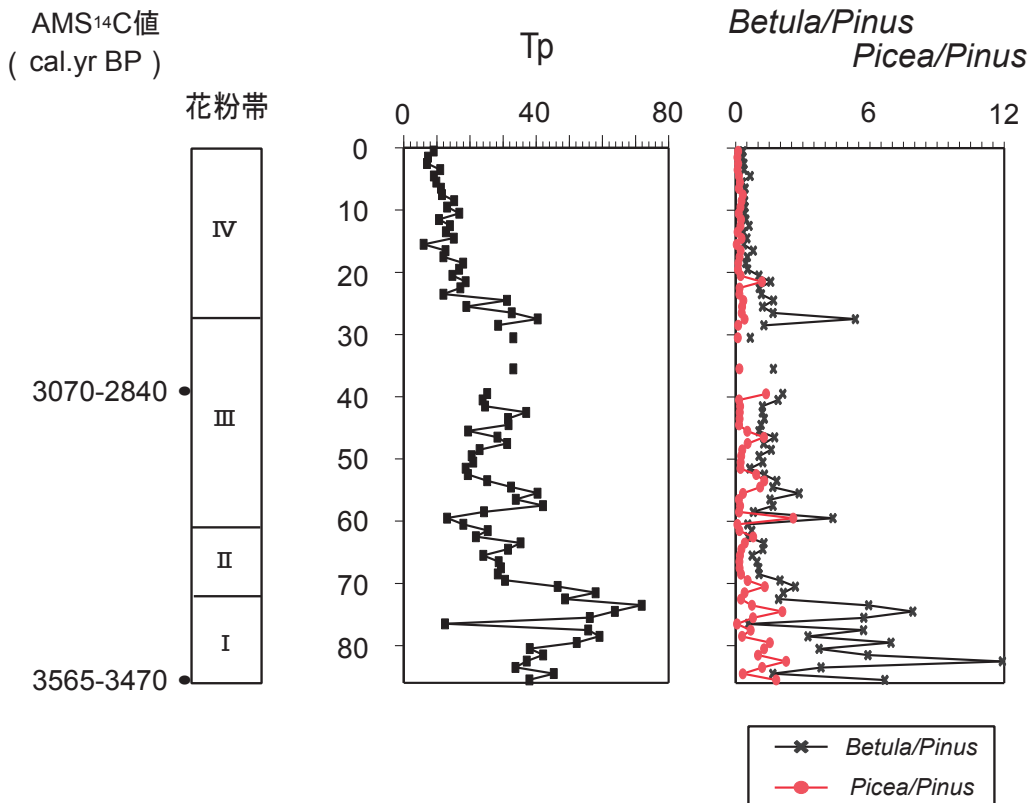 AMS¹⁴C値
( cal.yr BP )
花粉帯
Tp
Betula/Pinus
Picea/Pinus
0 40 80
0 6 12
0
10
20
30
40
50
60
70
80
Ⅳ
Ⅲ
Ⅱ
Ⅰ
3070-2840
3565-3470
Betula/Pinus
Picea/Pinus